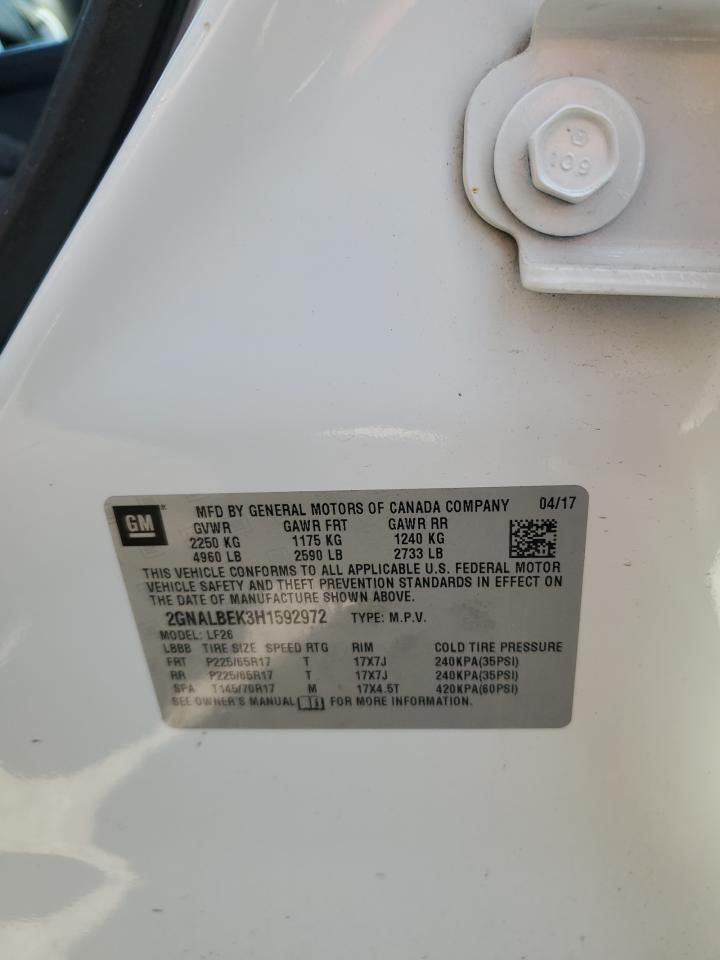 10.9
GM
MFD BY GENERAL MOTORS OF CANADA COMPANY 04/17
GVWR GAWR FRT GAWR RR
2250 KG 1175 KG 1240 KG
4960 LB 2590 LB 2733 LB
THIS VEHICLE CONFORMS TO ALL APPLICABLE U.S. FEDERAL MOTOR
VEHICLE SAFETY AND THEFT PREVENTION STANDARDS IN EFFECT ON
THE DATE OF MANUFACTURE SHOWN ABOVE.
2GNALBEK3H1592972 TYPE: M.P.V.
MODEL: LF26
LBBB TIRE SIZE SPEED RTG RIM COLD TIRE PRESSURE
FRT P225/65R17 T 17X7J 240KPA(35PSI)
RR P225/65R17 T 17X7J 240KPA(35PSI)
SPA T145/70R17 M 17X4.5T 420KPA(60PSI)
SEE OWNER'S MANUAL FOR MORE INFORMATION.